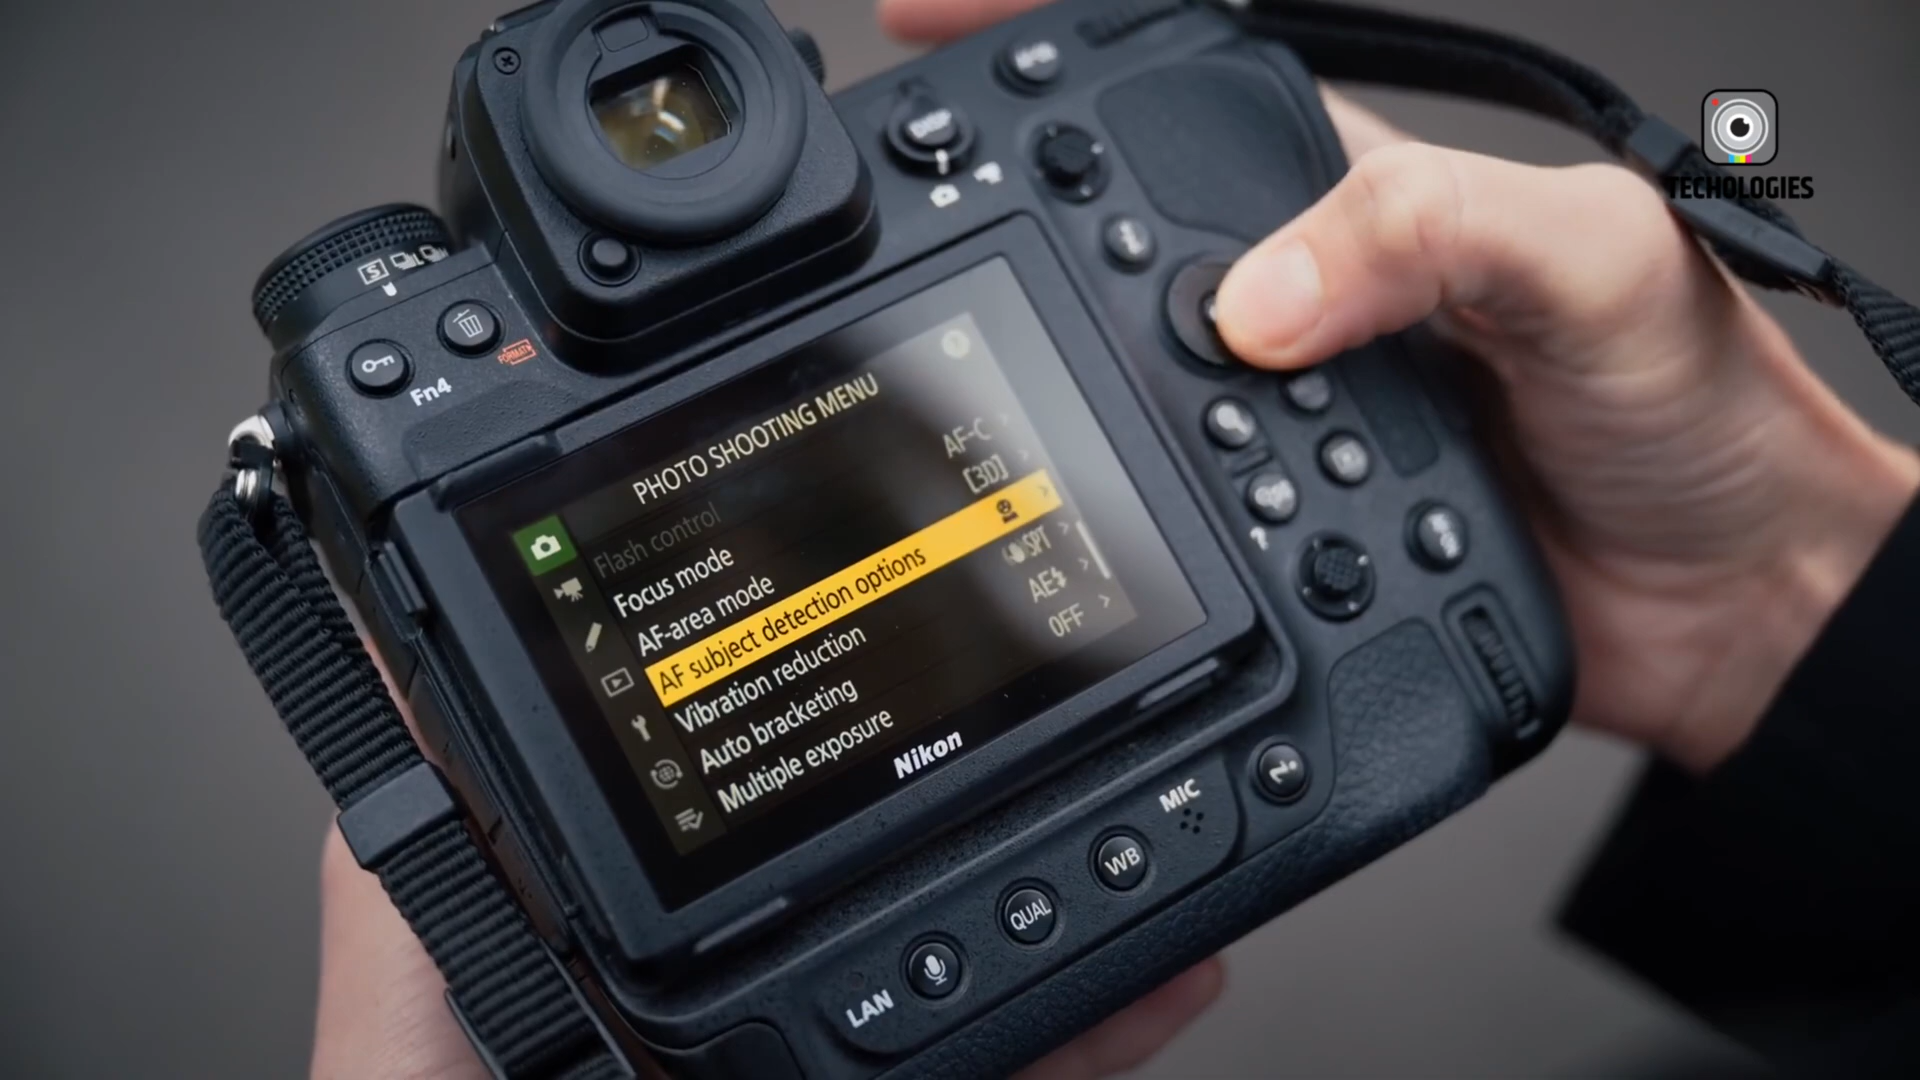 DISP
TECHOLOGIES
S
FORMAT
Fn4
PHOTO SHOOTING MENU
Flash control
Focus mode AF-C
AF-area mode [3D]
AF subject detection options
Vibration reduction SPT
Auto bracketing AE
Multiple exposure OFF
Nikon
?
MIC
WB
QUAL
LAN